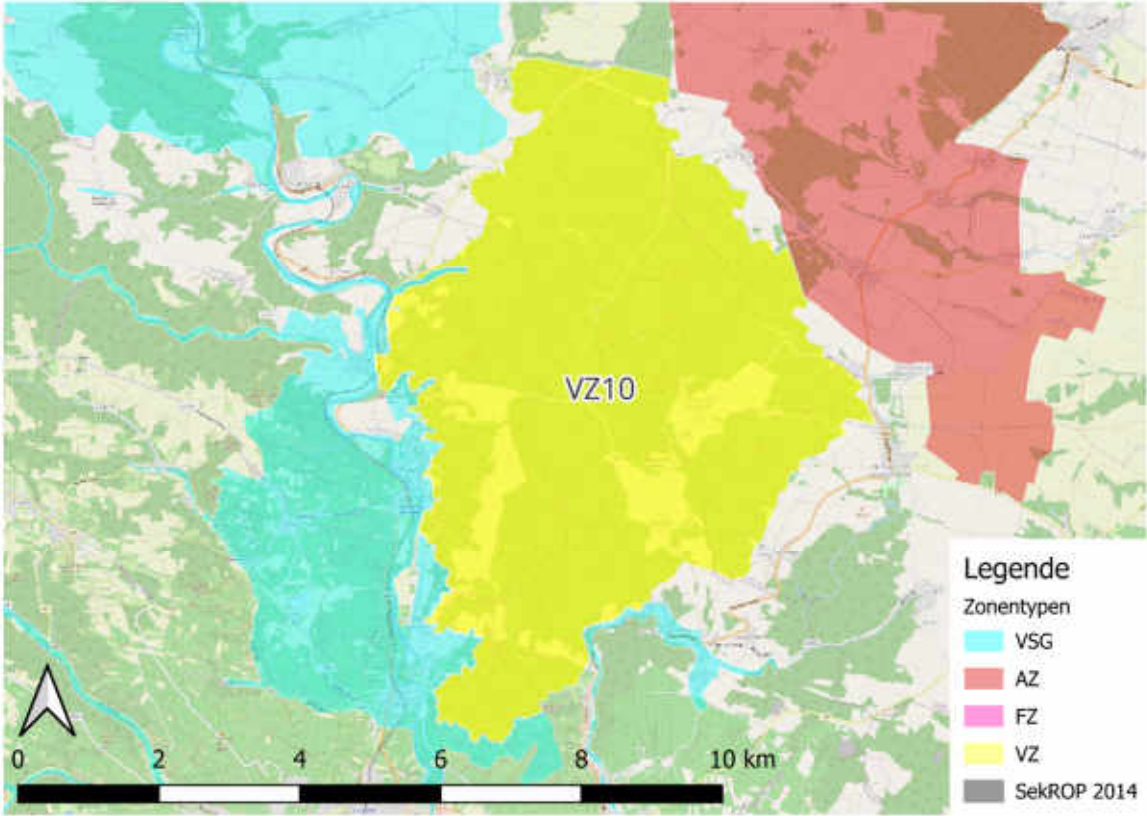 VZ10
Legende
Zonentypen
VSG
AZ
FZ
VZ
SekROP 2014
0 2 4 6 8 10 km